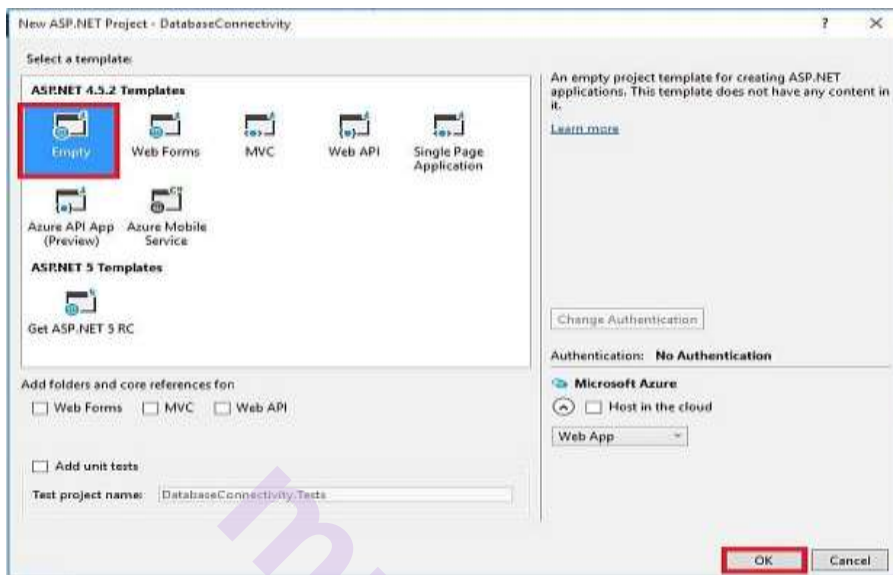 New ASP.NET Project - DatabaseConnectivity
? ×
Select a template:
ASP.NET 4.5.2 Templates
Empty
Web Forms
MVC
Web API
Single Page
Application
Azure API App
(Preview)
Azure Mobile
Service
ASP.NET 5 Templates
Get ASP.NET 5 RC
An empty project template for creating ASP.NET
applications. This template does not have any content in
it.
Learn more
Change Authentication
Authentication: No Authentication
Microsoft Azure
Host in the cloud
Web App
Add folders and core references for:
Web Forms
MVC
Web API
Add unit tests
Test project name: DatabaseConnectivity.Tests
OK
Cancel